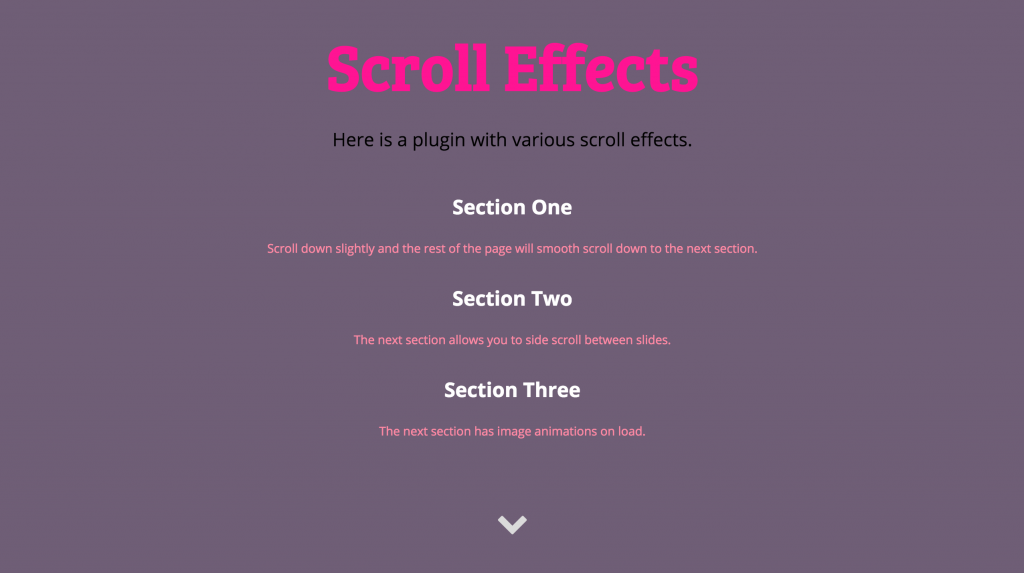 Scroll Effects
Here is a plugin with various scroll effects.
Section One
Scroll down slightly and the rest of the page will smooth scroll down to the next section.
Section Two
The next section allows you to side scroll between slides.
Section Three
The next section has image animations on load.